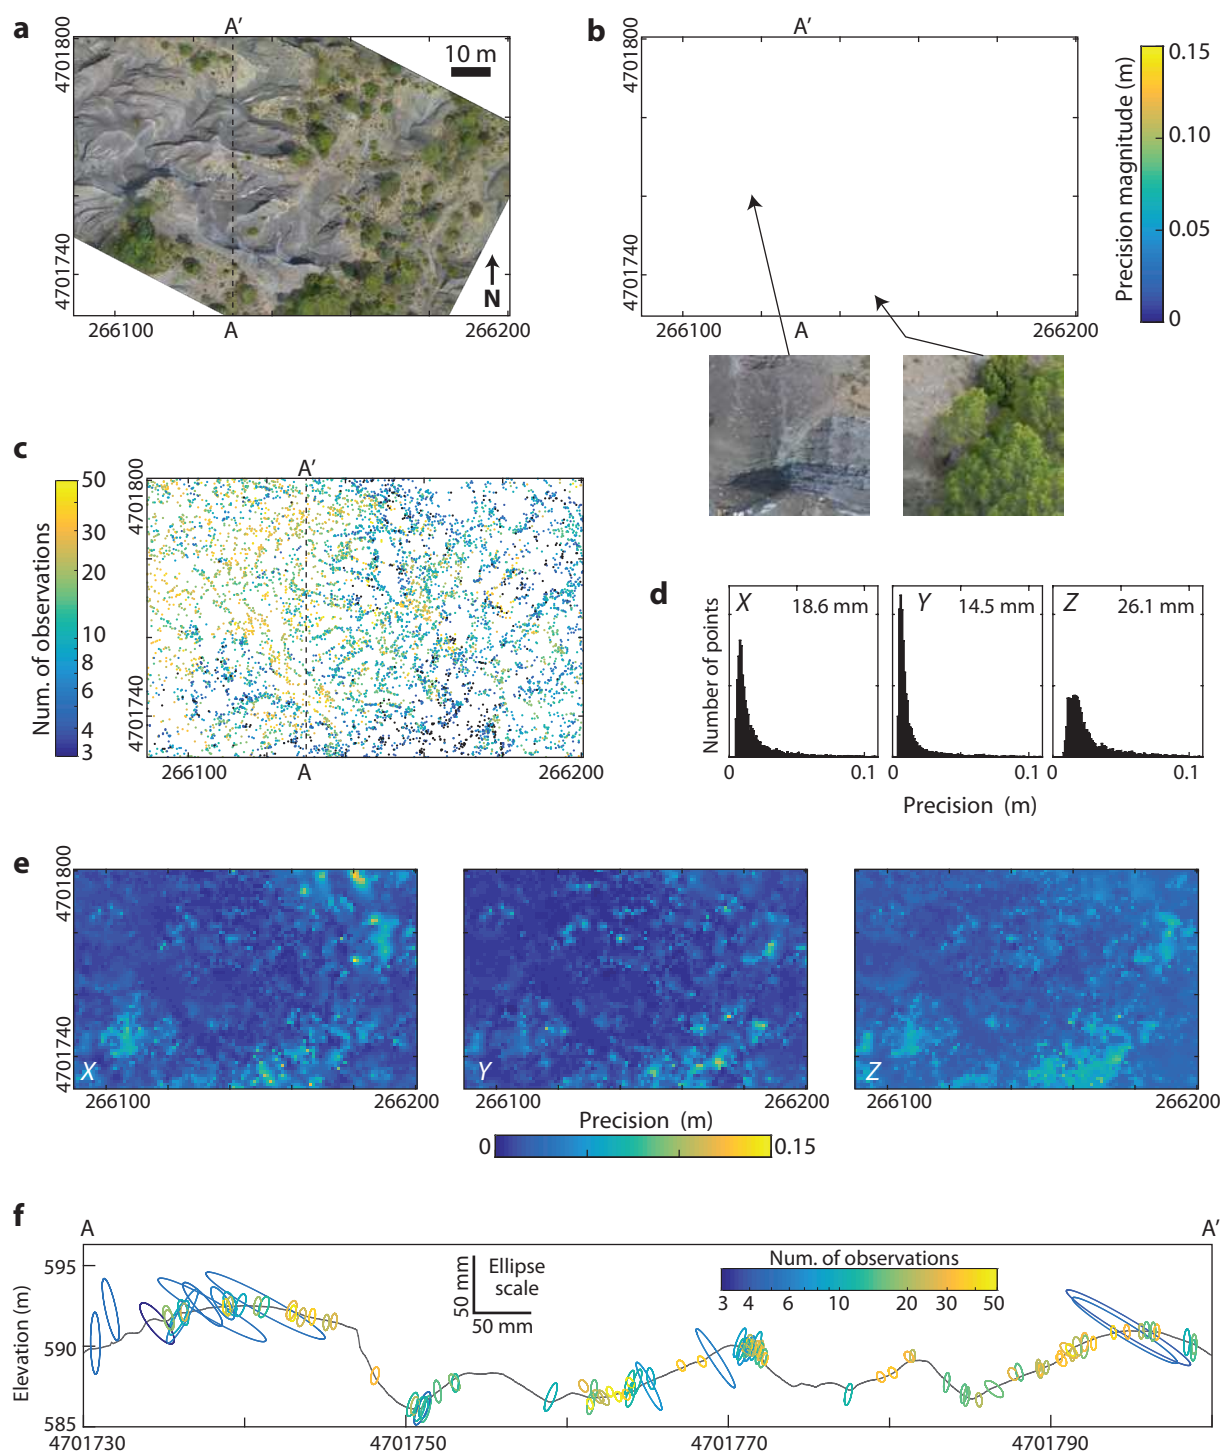 a
A'
4701800
4701740
10 m
N
266100
A
266200
b
A'
4701800
4701740
266100
A
266200
0.15
0.10
0.05
0
Precision magnitude (m)
c
50
30
20
10
8
6
4
3
Num. of observations
A'
4701800
4701740
266100
A
266200
d
Number of points
X
18.6 mm
Y
14.5 mm
Z
26.1 mm
0
0.1
0
0.1
0
0.1
Precision (m)
e
4701800
4701740
X
Y
Z
266100
266200
266100
266200
266100
266200
Precision (m)
0
0.15
f
A
A'
Elevation (m)
595
590
585
50 mm
50 mm
Ellipse
scale
Num. of observations
3 4 6 10 20 30 50
4701730
4701750
4701770
4701790